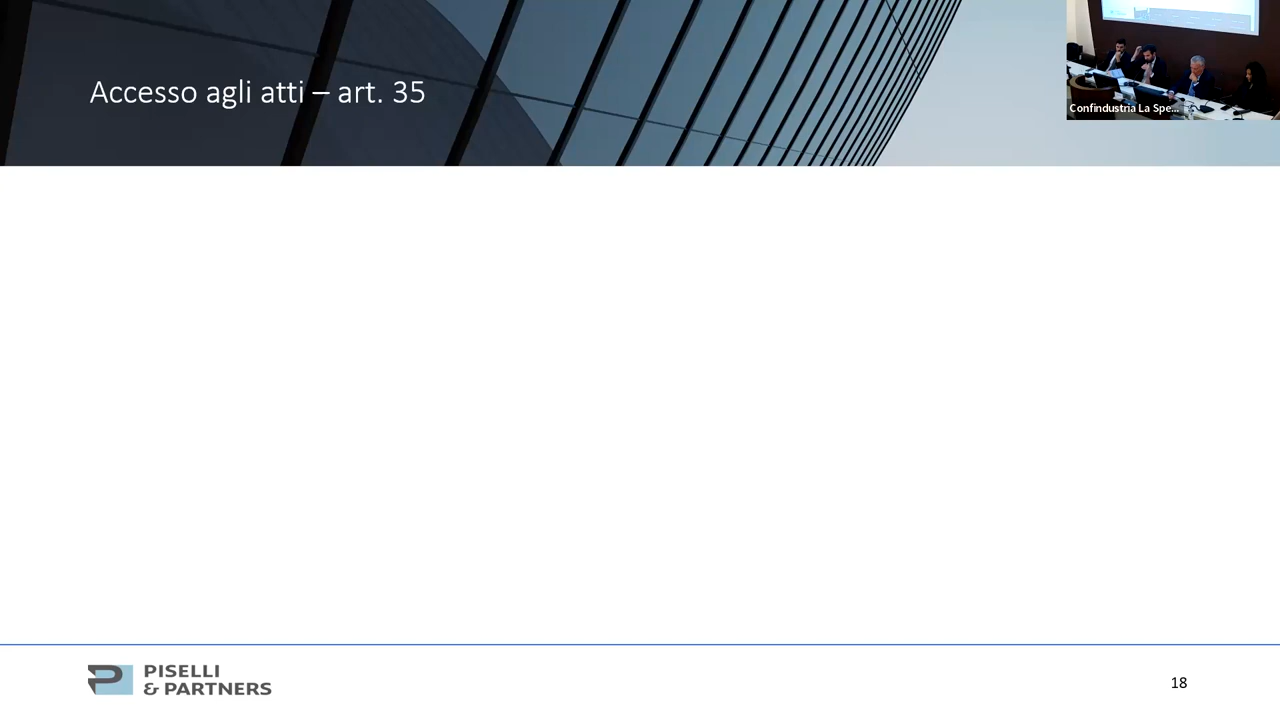 Accesso agli atti – art. 35
Confindustria La Spe...
PISELLI
& PARTNERS
18